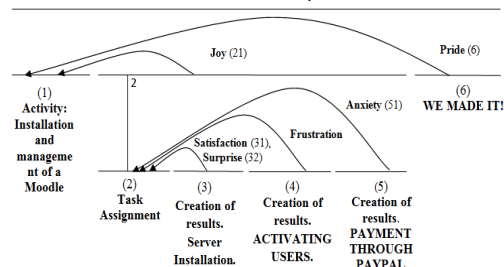 Joy (21)
Pride (6)
(1)
Activity:
Installation
and
manageme
nt of a
Moodle
2
Anxiety (51)
(6)
WE MADE IT!
Satisfaction (31),
Surprise (32)
Frustration
(2)
Task
Assignment
(3)
Creation of
results.
Server
Installation.
(4)
Creation of
results.
ACTIVATING
USERS.
(5)
Creation of
results.
PAYMENT
THROUGH
PAYPAL